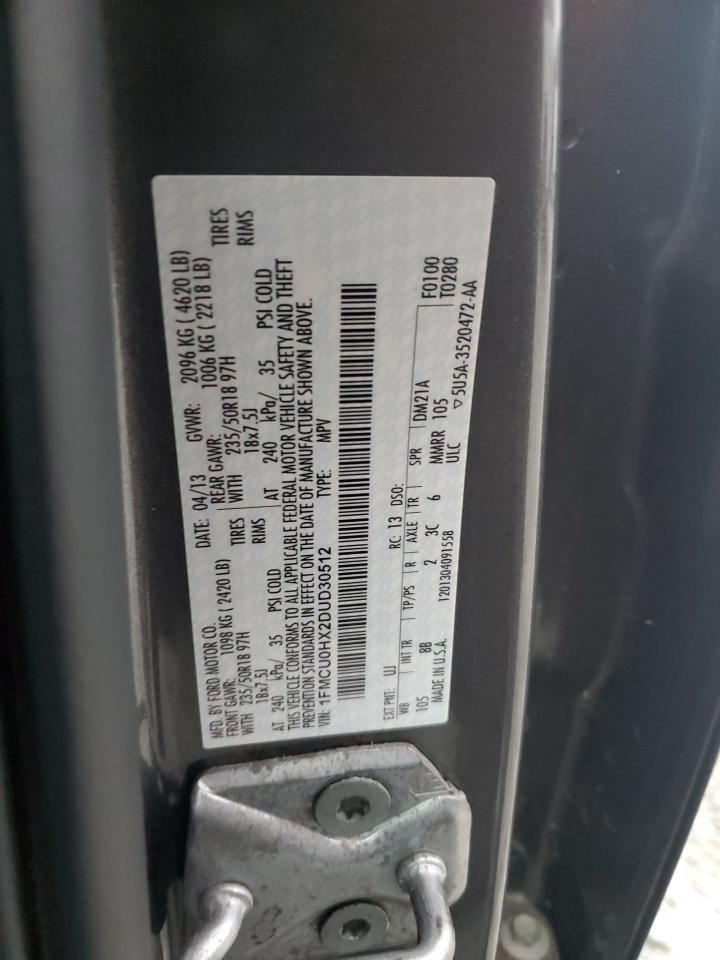 MFD. BY FORD MOTOR CO. DATE: 04/13 GVWR: 2096 KG ( 4620 LB)
FRONT GAWR: 1098 KG ( 2420 LB) REAR GAWR: 1006 KG ( 2218 LB)
WITH 235/50R18 97H TIRES WITH 235/50R18 97H TIRES
18x7.5J RIMS 18x7.5J RIMS
AT 240 kPa/ 35 PSI COLD AT 240 kPa/ 35 PSI COLD
THIS VEHICLE CONFORMS TO ALL APPLICABLE FEDERAL MOTOR VEHICLE SAFETY AND THEFT
PREVENTION STANDARDS IN EFFECT ON THE DATE OF MANUFACTURE SHOWN ABOVE.
VIN: 1FMCU0HX2DUD30512 TYPE: MPV
EXT PNT: UJ RC: 13 DSO: F0100
WB INT TR TP/PS R AXLE TR SPR DM21A T0280
105 8B 2 3C 6 MMRR 105
MADE IN U.S.A. ULC ▽5U5A-3520472-AA
1201304091558